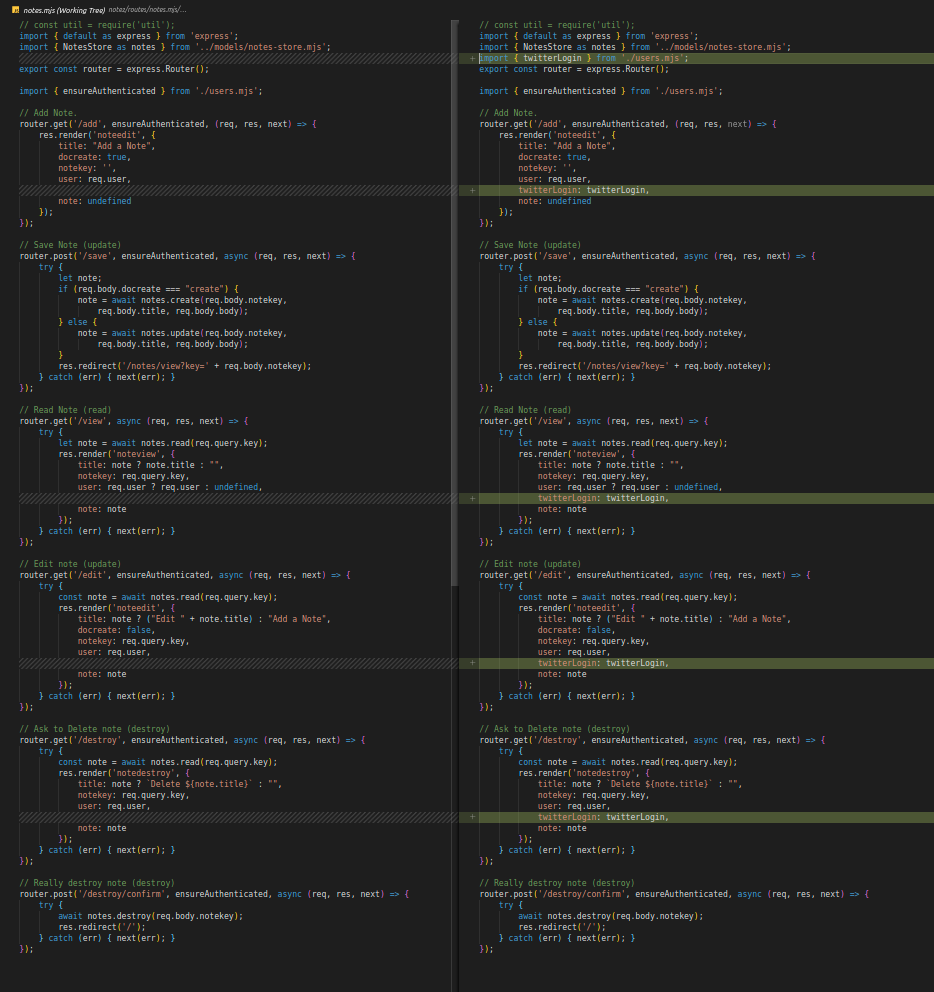 notes.mjs (Working Tree) notez/routes/notes.mjs/...
// const util = require('util');
import { default as express } from 'express';
import { NotesStore as notes } from '../models/notes-store.mjs';
export const router = express.Router();
import { ensureAuthenticated } from './users.mjs';
// Add Note.
router.get('/add', ensureAuthenticated, (req, res, next) => {
res.render('noteedit', {
title: "Add a Note",
docreate: true,
notekey: '',
user: req.user,
note: undefined
});
});
// Save Note (update)
router.post('/save', ensureAuthenticated, async (req, res, next) => {
try {
let note;
if (req.body.docreate === "create") {
note = await notes.create(req.body.notekey,
req.body.title, req.body.body);
} else {
note = await notes.update(req.body.notekey,
req.body.title, req.body.body);
}
res.redirect('/notes/view?key=' + req.body.notekey);
} catch (err) { next(err); }
});
// Read Note (read)
router.get('/view', async (req, res, next) => {
try {
let note = await notes.read(req.query.key);
res.render('noteview', {
title: note ? note.title : "",
notekey: req.query.key,
user: req.user ? req.user : undefined,
note: note
});
} catch (err) { next(err); }
});
// Edit note (update)
router.get('/edit', ensureAuthenticated, async (req, res, next) => {
try {
const note = await notes.read(req.query.key);
res.render('noteedit', {
title: note ? ("Edit " + note.title) : "Add a Note",
docreate: false,
notekey: req.query.key,
user: req.user,
note: note
});
} catch (err) { next(err); }
});
// Ask to Delete note (destroy)
router.get('/destroy', ensureAuthenticated, async (req, res, next) => {
try {
const note = await notes.read(req.query.key);
res.render('notedestroy', {
title: note ? `Delete ${note.title}` : "",
notekey: req.query.key,
user: req.user,
note: note
});
} catch (err) { next(err); }
});
// Really destroy note (destroy)
router.post('/destroy/confirm', ensureAuthenticated, async (req, res, next) => {
try {
await notes.destroy(req.body.notekey);
res.redirect('/');
} catch (err) { next(err); }
});
// const util = require('util');
import { default as express } from 'express';
import { NotesStore as notes } from '../models/notes-store.mjs';
+ import { twitterLogin } from './users.mjs';
export const router = express.Router();
import { ensureAuthenticated } from './users.mjs';
// Add Note.
router.get('/add', ensureAuthenticated, (req, res, next) => {
res.render('noteedit', {
title: "Add a Note",
docreate: true,
notekey: '',
user: req.user,
+ twitterLogin: twitterLogin,
note: undefined
});
});
// Save Note (update)
router.post('/save', ensureAuthenticated, async (req, res, next) => {
try {
let note;
if (req.body.docreate === "create") {
note = await notes.create(req.body.notekey,
req.body.title, req.body.body);
} else {
note = await notes.update(req.body.notekey,
req.body.title, req.body.body);
}
res.redirect('/notes/view?key=' + req.body.notekey);
} catch (err) { next(err); }
});
// Read Note (read)
router.get('/view', async (req, res, next) => {
try {
let note = await notes.read(req.query.key);
res.render('noteview', {
title: note ? note.title : "",
notekey: req.query.key,
user: req.user ? req.user : undefined,
+ twitterLogin: twitterLogin,
note: note
});
} catch (err) { next(err); }
});
// Edit note (update)
router.get('/edit', ensureAuthenticated, async (req, res, next) => {
try {
const note = await notes.read(req.query.key);
res.render('noteedit', {
title: note ? ("Edit " + note.title) : "Add a Note",
docreate: false,
notekey: req.query.key,
user: req.user,
+ twitterLogin: twitterLogin,
note: note
});
} catch (err) { next(err); }
});
// Ask to Delete note (destroy)
router.get('/destroy', ensureAuthenticated, async (req, res, next) => {
try {
const note = await notes.read(req.query.key);
res.render('notedestroy', {
title: note ? `Delete ${note.title}` : "",
notekey: req.query.key,
user: req.user,
+ twitterLogin: twitterLogin,
note: note
});
} catch (err) { next(err); }
});
// Really destroy note (destroy)
router.post('/destroy/confirm', ensureAuthenticated, async (req, res, next) => {
try {
await notes.destroy(req.body.notekey);
res.redirect('/');
} catch (err) { next(err); }
});